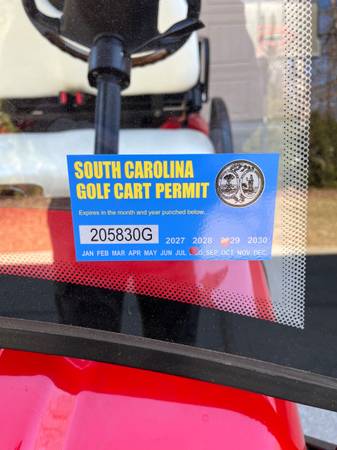 SOUTH CAROLINA
GOLF CART PERMIT
Expires in the month and year punched below...
205830G 2027 2028 29 2030
JAN FEB MAR APR MAY JUN JUL SEP OCT NOV DEC